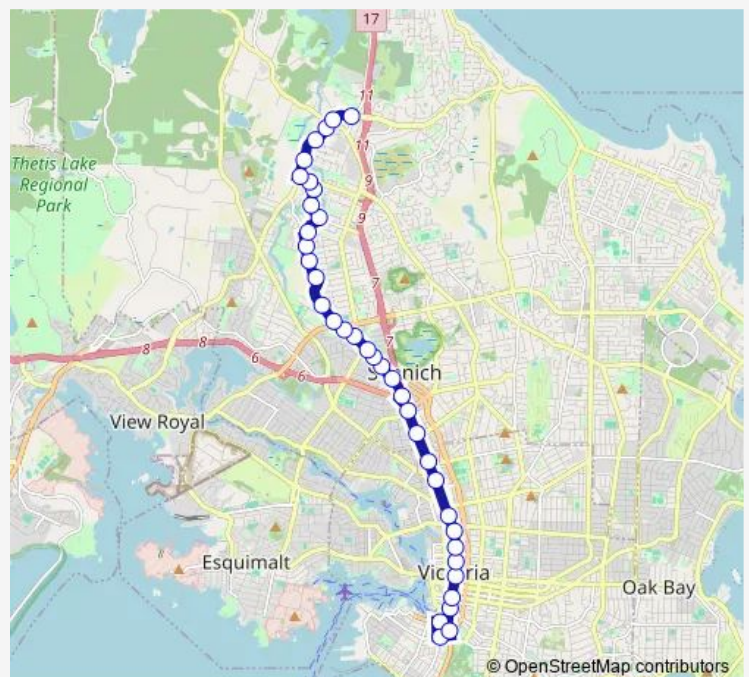 17
11
Thetis Lake
Regional
Park
11
9
9
7
8
8
6
6
7
Saanich
View Royal
8
Esquimalt
Victoria
Oak Bay
© OpenStreetMap contributors